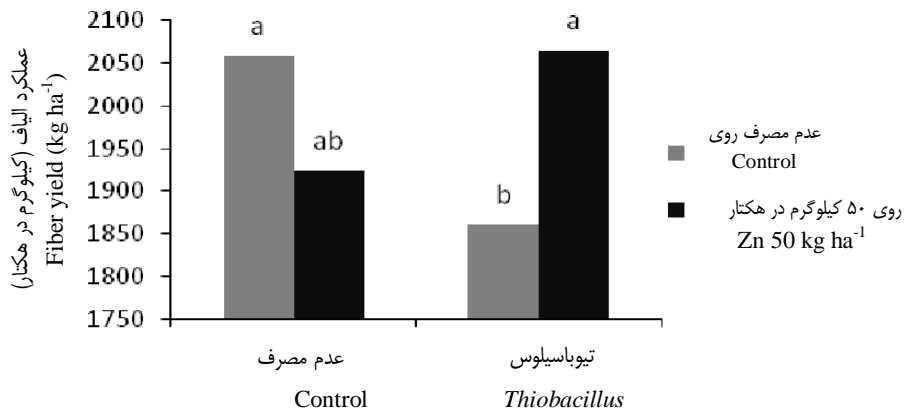 عملکرد الیاف (کیلوگرم در هکتار)
Fiber yield (kg ha-1)
2100
2050
2000
1950
1900
1850
1800
1750
a
ab
b
a
عدم مصرف
Control
تیوباسیلوس
Thiobacillus
عدم مصرف روی
Control
روی ۵۰ کیلوگرم در هکتار
Zn 50 kg ha-1